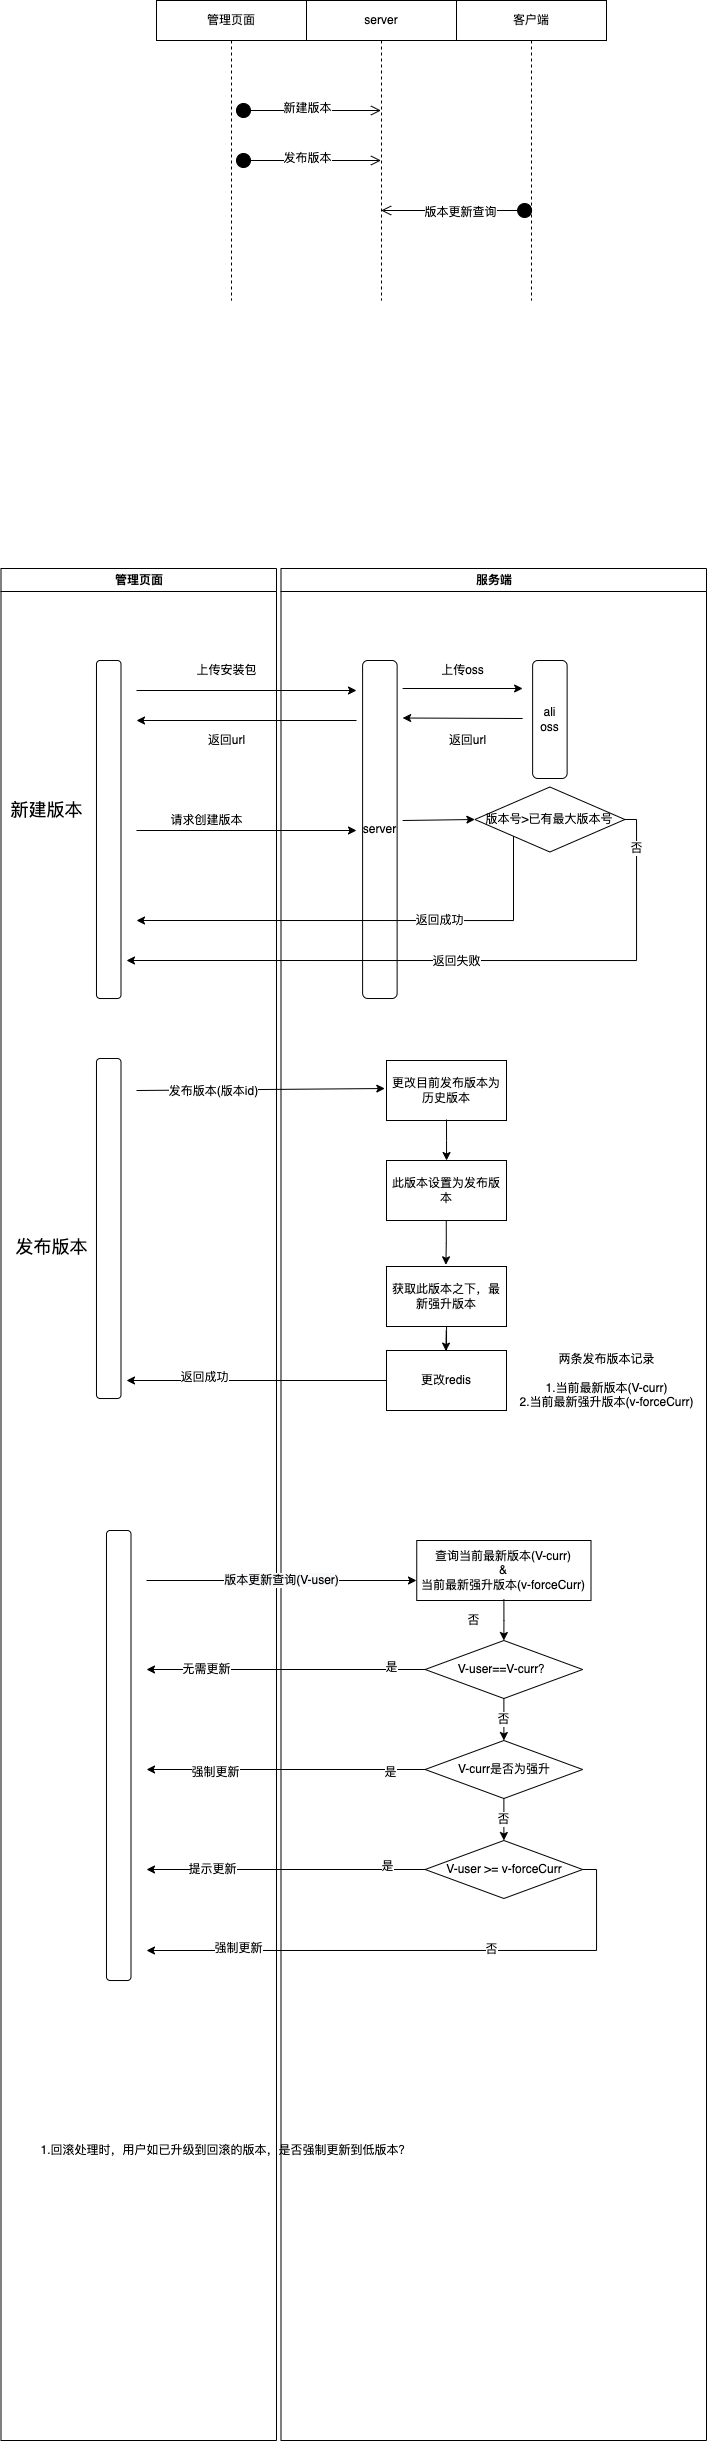 管理页面
server
客户端
新建版本
发布版本
版本更新查询
管理页面
服务端
上传安装包
上传oss
ali
oss
返回url
返回url
新建版本
请求创建版本
server
版本号>已有最大版本号
否
返回成功
返回失败
发布版本(版本id)
更改目前发布版本为
历史版本
此版本设置为发布版
本
发布版本
获取此版本之下，最
新强升版本
返回成功
更改redis
两条发布版本记录
1.当前最新版本(V-curr)
2.当前最新强升版本(v-forceCurr)
查询当前最新版本(V-curr)
&
当前最新强升版本(v-forceCurr)
版本更新查询(V-user)
否
无需更新
是
V-user==V-curr?
否
强制更新
是
V-curr是否为强升
否
提示更新
是
V-user >= v-forceCurr
强制更新
否
1.回滚处理时，用户如已升级到回滚的版本，是否强制更新到低版本？